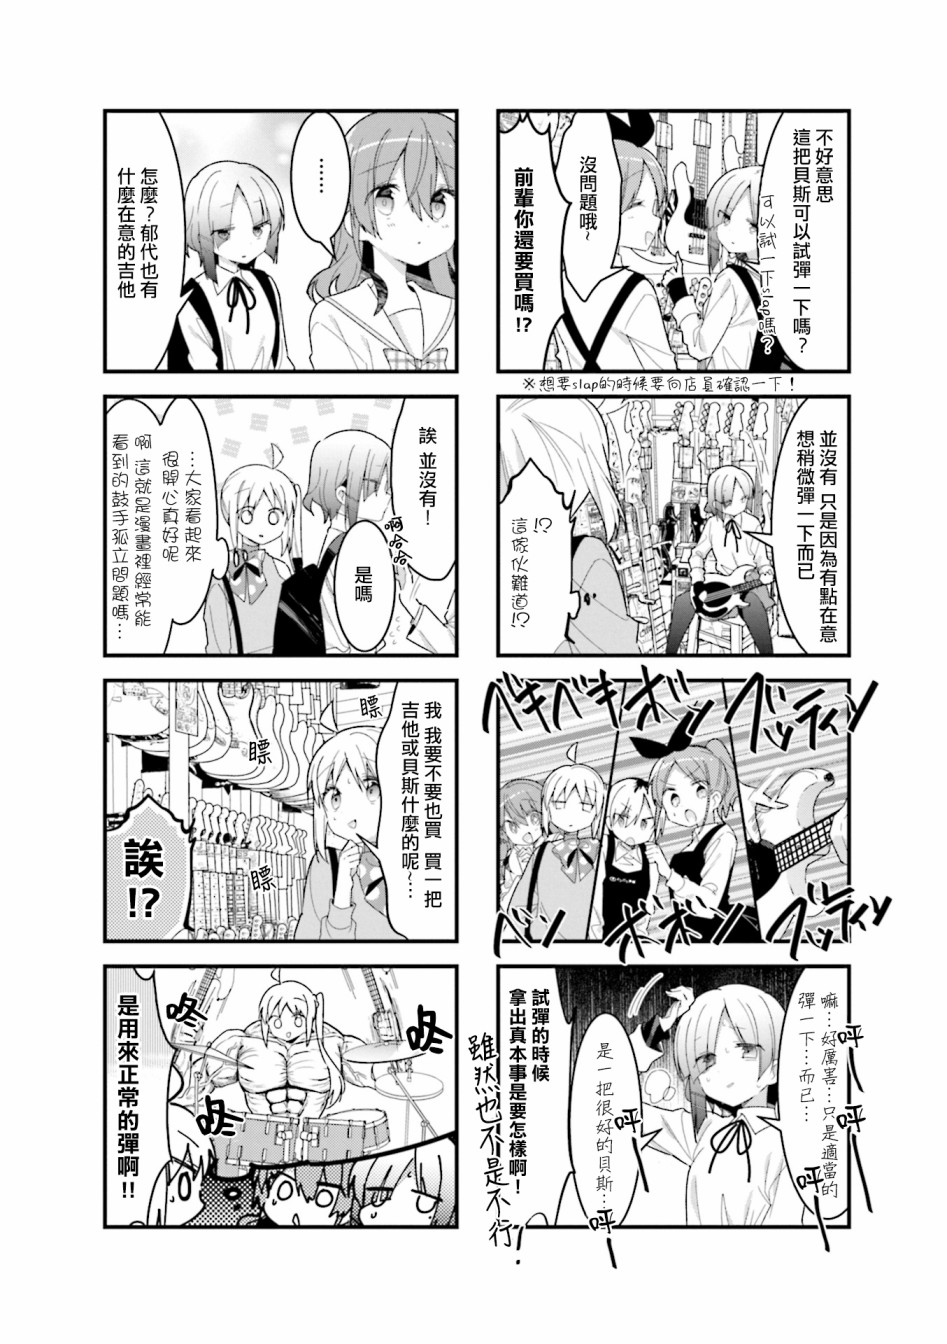 不好意思
這把貝斯可以試彈一下嗎？
可以試一下slap嗎？
沒問題哦~
前輩你還要買嗎!?
※想要slap的時候要向店員確認一下！
並沒有 只是因為有點在意
想稍微彈一下而已
!?
這傢伙難道!?
ベッティン
ボッ
ベキベキ
ブッティン
ボボボン
ベン
嘛…好厲害…只是適當的
彈一下…而已…
呼
呼
呼
是一把很好的貝斯…
呼
呼
試彈的時候
拿出真本事是要怎樣啊！
雖然也不是不行！
……
怎麼？郁代也有
什麼在意的吉他
誒 並沒有！
啊哈哈
是嗎
…大家看起來
很開心真好呢
啊 這就是漫畫裡經常能
看到的鼓手孤立問題嗎…
我 我要不要也買 買一把
吉他或貝斯什麼的呢~…
瞟
瞟
瞟
誒!?
咚
咚
咚
是用來正常的彈啊!!